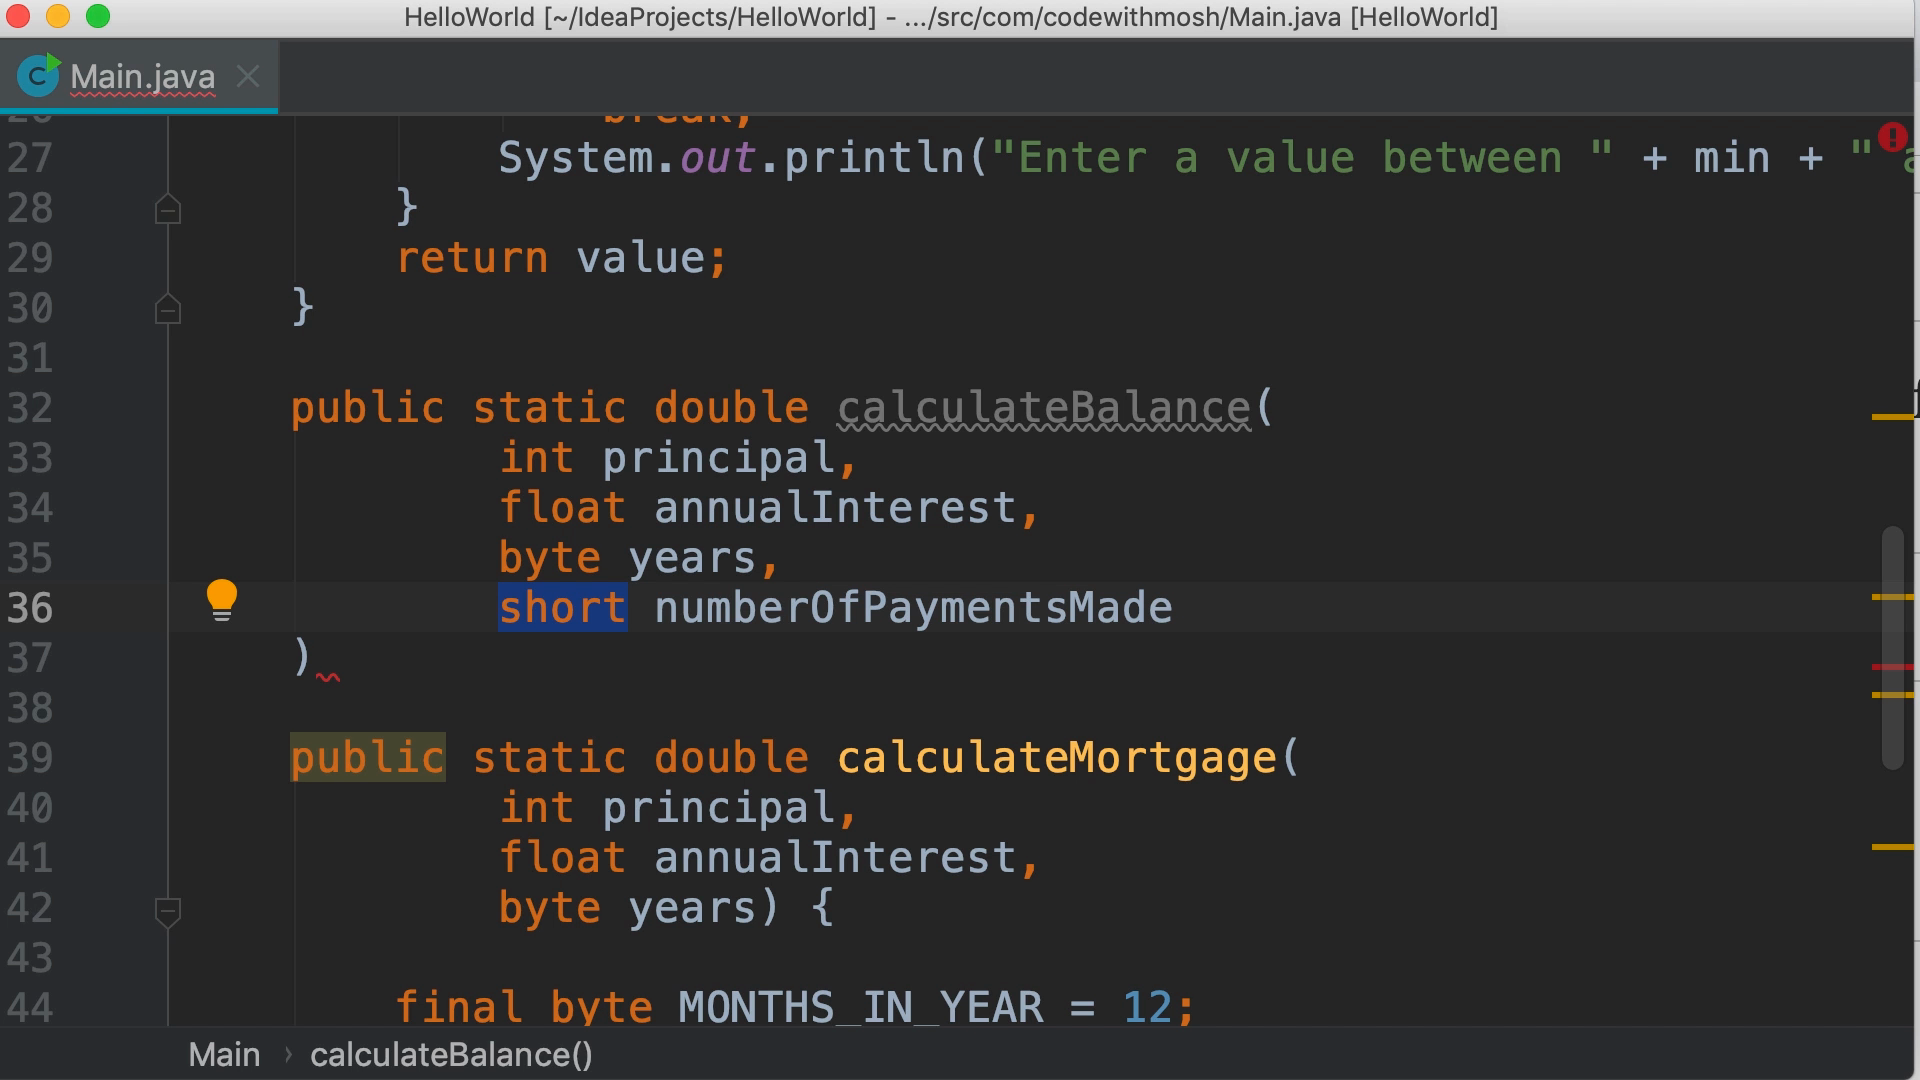 HelloWorld [~/IdeaProjects/HelloWorld] - .../src/com/codewithmosh/Main.java [HelloWorld]
C Main.java
break;
27 System.out.println("Enter a value between " + min + " a
28 }
29 return value;
30 }
31
32 public static double calculateBalance(
33 int principal,
34 float annualInterest,
35 byte years,
36 short numberOfPaymentsMade
37 )
38
39 public static double calculateMortgage(
40 int principal,
41 float annualInterest,
42 byte years) {
43
44 final byte MONTHS_IN_YEAR = 12;
Main › calculateBalance()